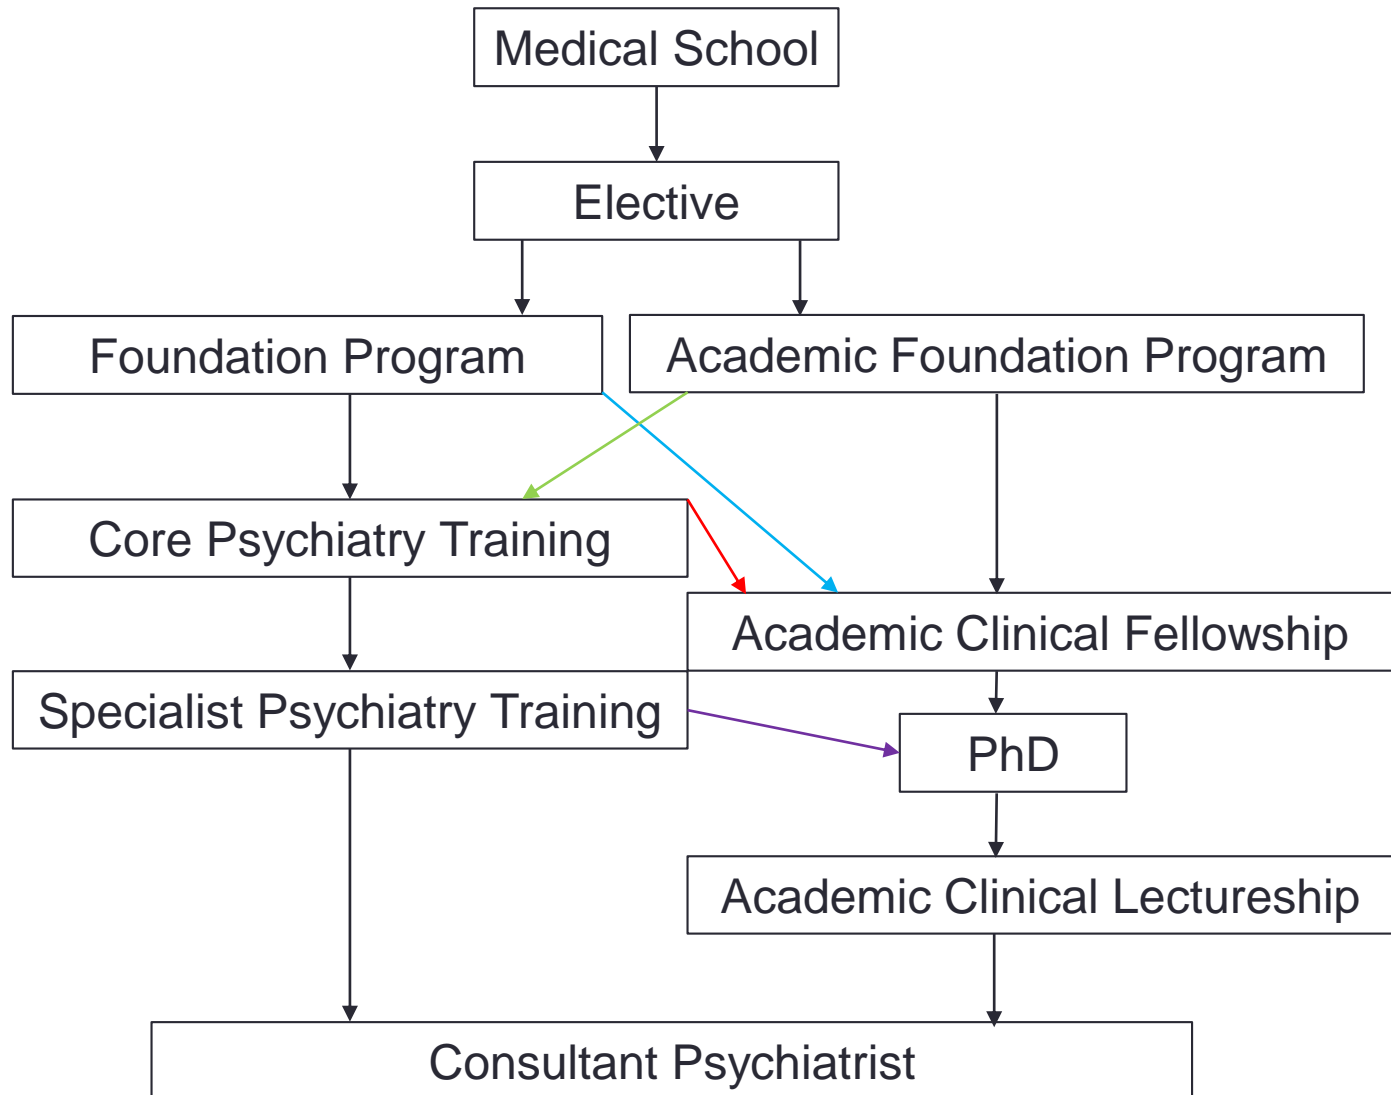 Medical School
Elective
Foundation Program
Academic Foundation Program
Core Psychiatry Training
Academic Clinical Fellowship
Specialist Psychiatry Training
PhD
Academic Clinical Lectureship
Consultant Psychiatrist